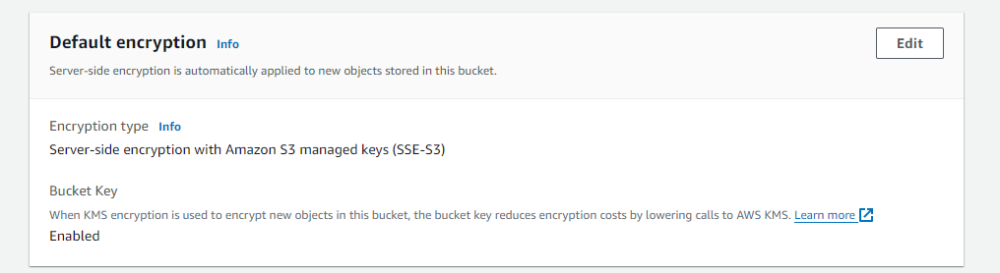 Default encryption Info
Edit
Server-side encryption is automatically applied to new objects stored in this bucket.
Encryption type Info
Server-side encryption with Amazon S3 managed keys (SSE-S3)
Bucket Key
When KMS encryption is used to encrypt new objects in this bucket, the bucket key reduces encryption costs by lowering calls to AWS KMS. Learn more
Enabled